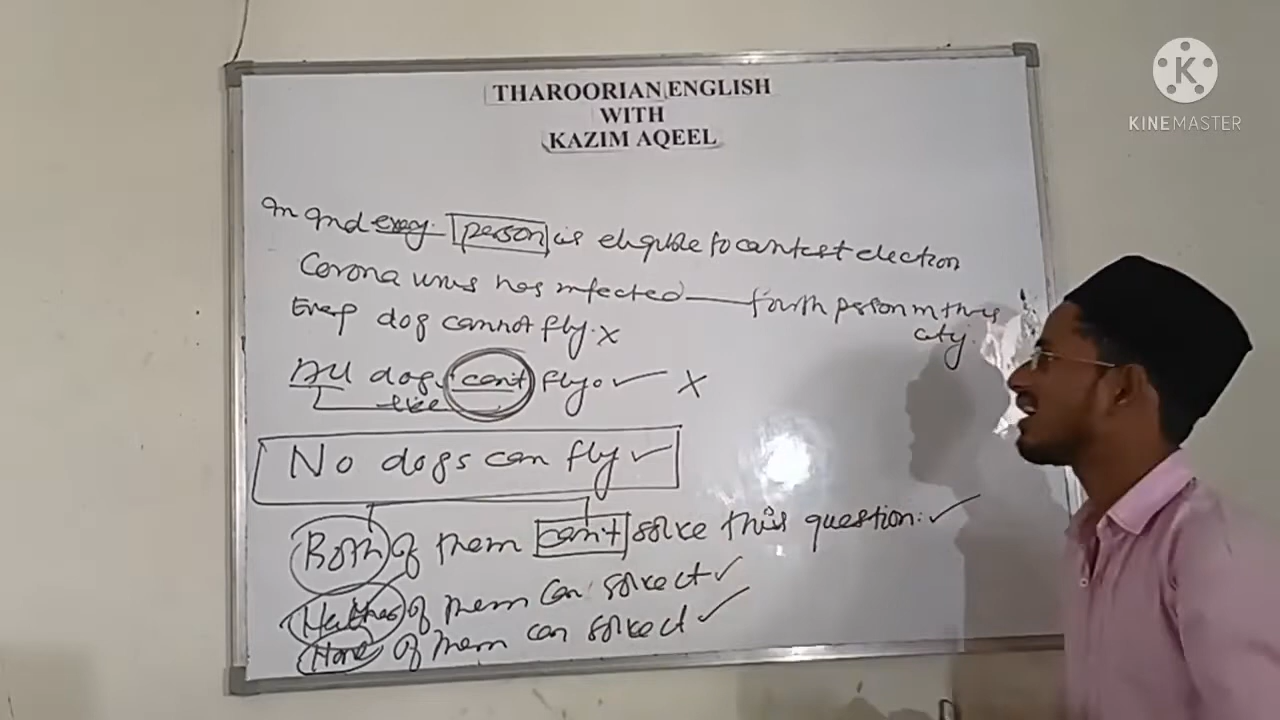 THAROORIAN ENGLISH
WITH
KAZIM AQEEL
KINEMASTER
In Ind every person is eligible to contest election
Corona virus has infected fourth person in this
city.
Every dog cannot fly. X
All dogs can't fly ✓ X
No dogs can fly ✓
Both of them can't solve this question. ✓
Neither of them can solve it ✓
None of them can solve it ✓